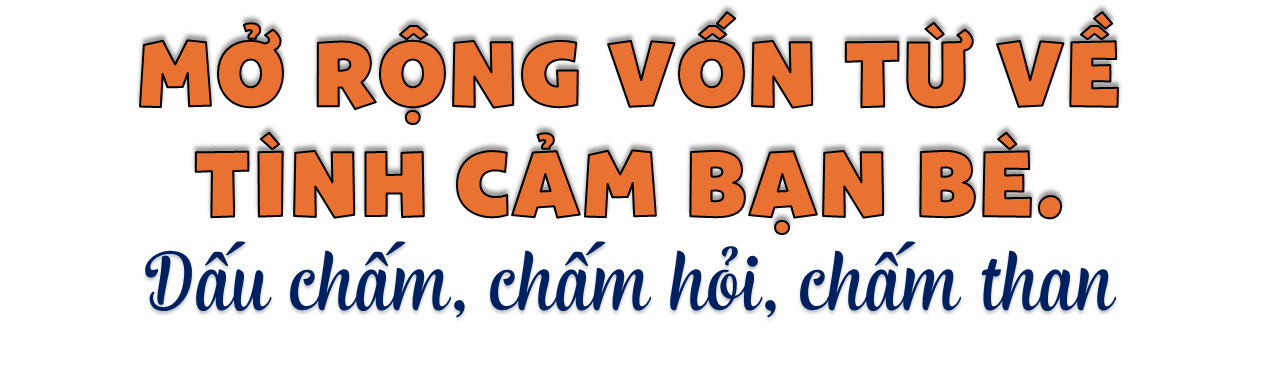 MỞ RỘNG VỐN TỪ VỀ
TÌNH CẢM BẠN BÈ.
Dấu chấm, chấm hỏi, chấm than